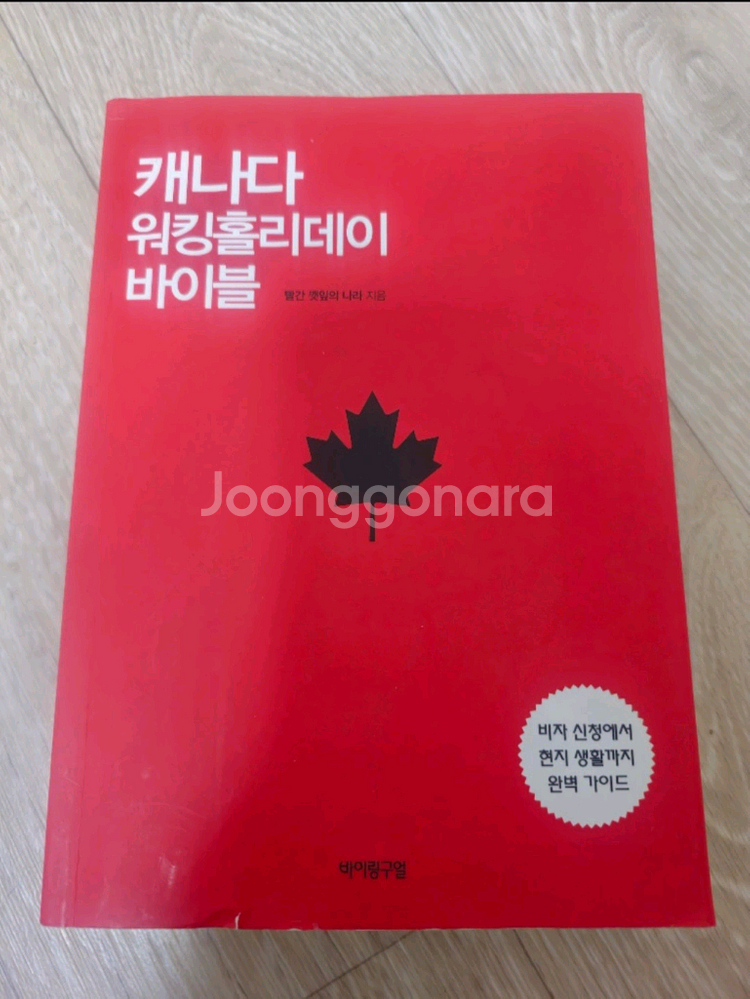 캐나다
워킹홀리데이
바이블
빨간 깻잎의 나라 지음
Joonggonara
비자 신청에서
현지 생활까지
완벽 가이드
바이링구얼